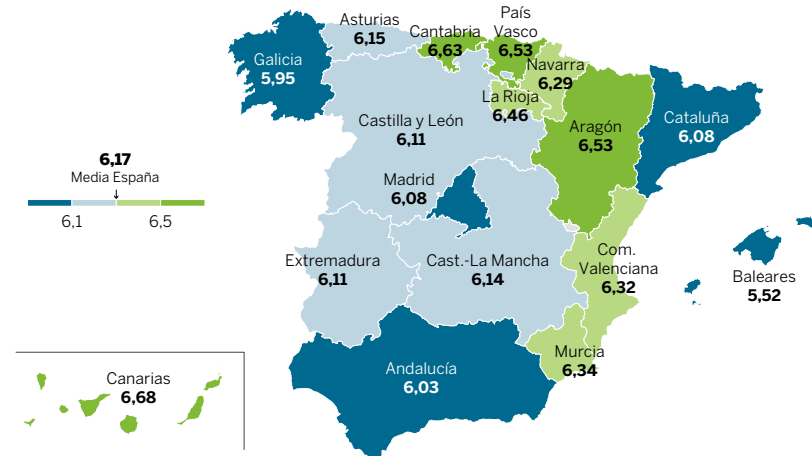 Asturias
6,15
Cantabria
6,63
País
Vasco
6,53
Navarra
6,29
Galicia
5,95
La Rioja
6,46
Castilla y León
6,11
Aragón
6,53
Cataluña
6,08
6,17
Media España
6,1
6,5
Madrid
6,08
Extremadura
6,11
Cast.-La Mancha
6,14
Com.
Valenciana
6,32
Baleares
5,52
Murcia
6,34
Andalucía
6,03
Canarias
6,68